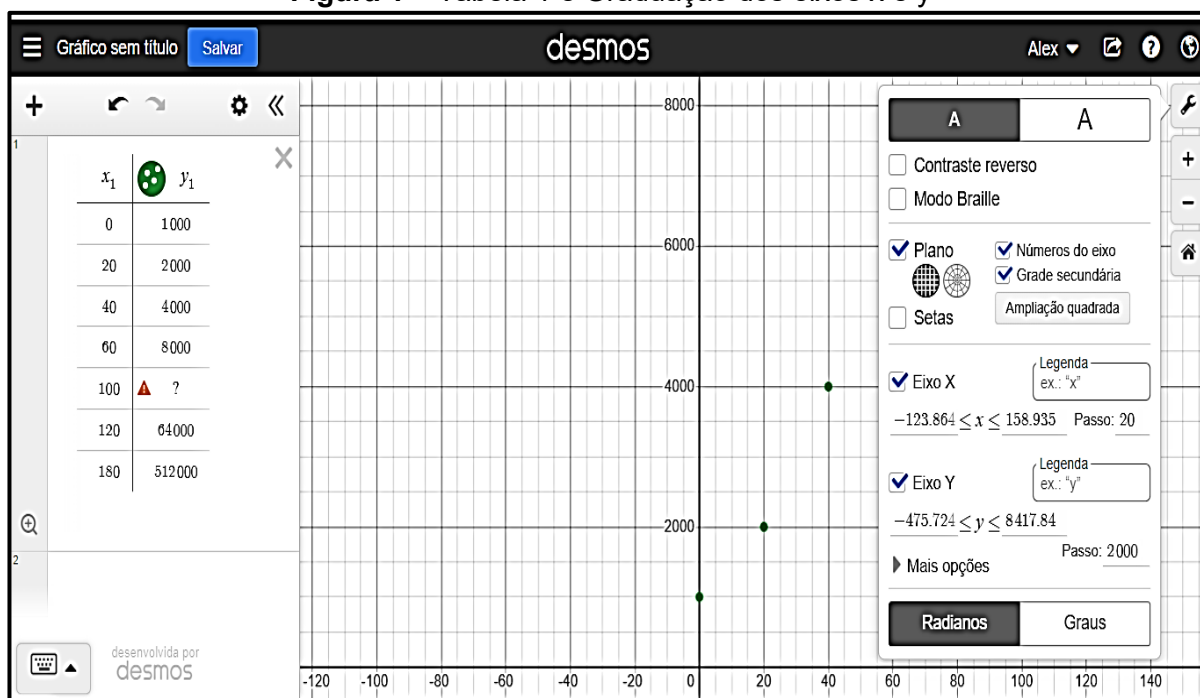 Gráfico sem título Salvar desmos Alex
1
x₁ y₁
0 1000
20 2000
40 4000
60 8000
100 ?
120 64000
180 512000
2
desenvolvida por
desmos
8000
6000
4000
2000
-120 -100 -80 -60 -40 -20 0 20 40 60 80 100 120 140
A A
Contraste reverso
Modo Braille
Plano
Números do eixo
Grade secundária
Setas
Ampliação quadrada
Eixo X
Legenda
ex.: “x”
−123.864 ≤ x ≤ 158.935 Passo: 20
Eixo Y
Legenda
ex.: “y”
−475.724 ≤ y ≤ 8417.84
Passo: 2000
Mais opções
Radianos Graus